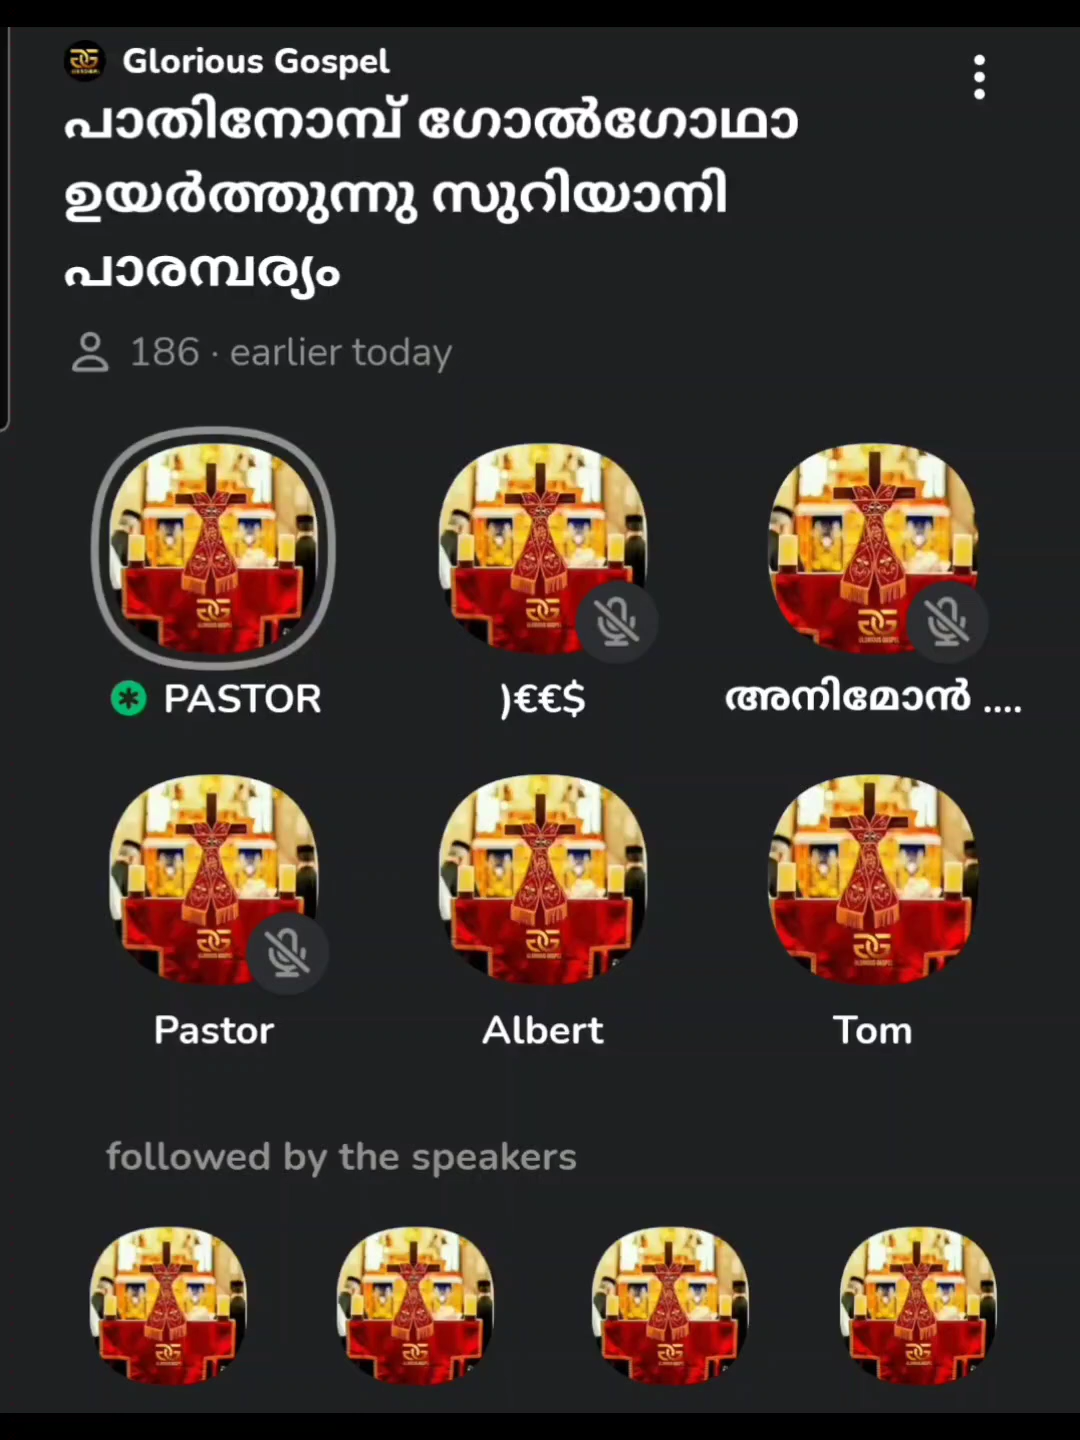 Glorious Gospel
പാതിനോമ്പ് ഗോൽഗോഥാ
ഉയർത്തുന്നു സുറിയാനി
പാരമ്പര്യം
186 · earlier today
PASTOR )€€$ അനിമോൻ ....
Pastor Albert Tom
followed by the speakers